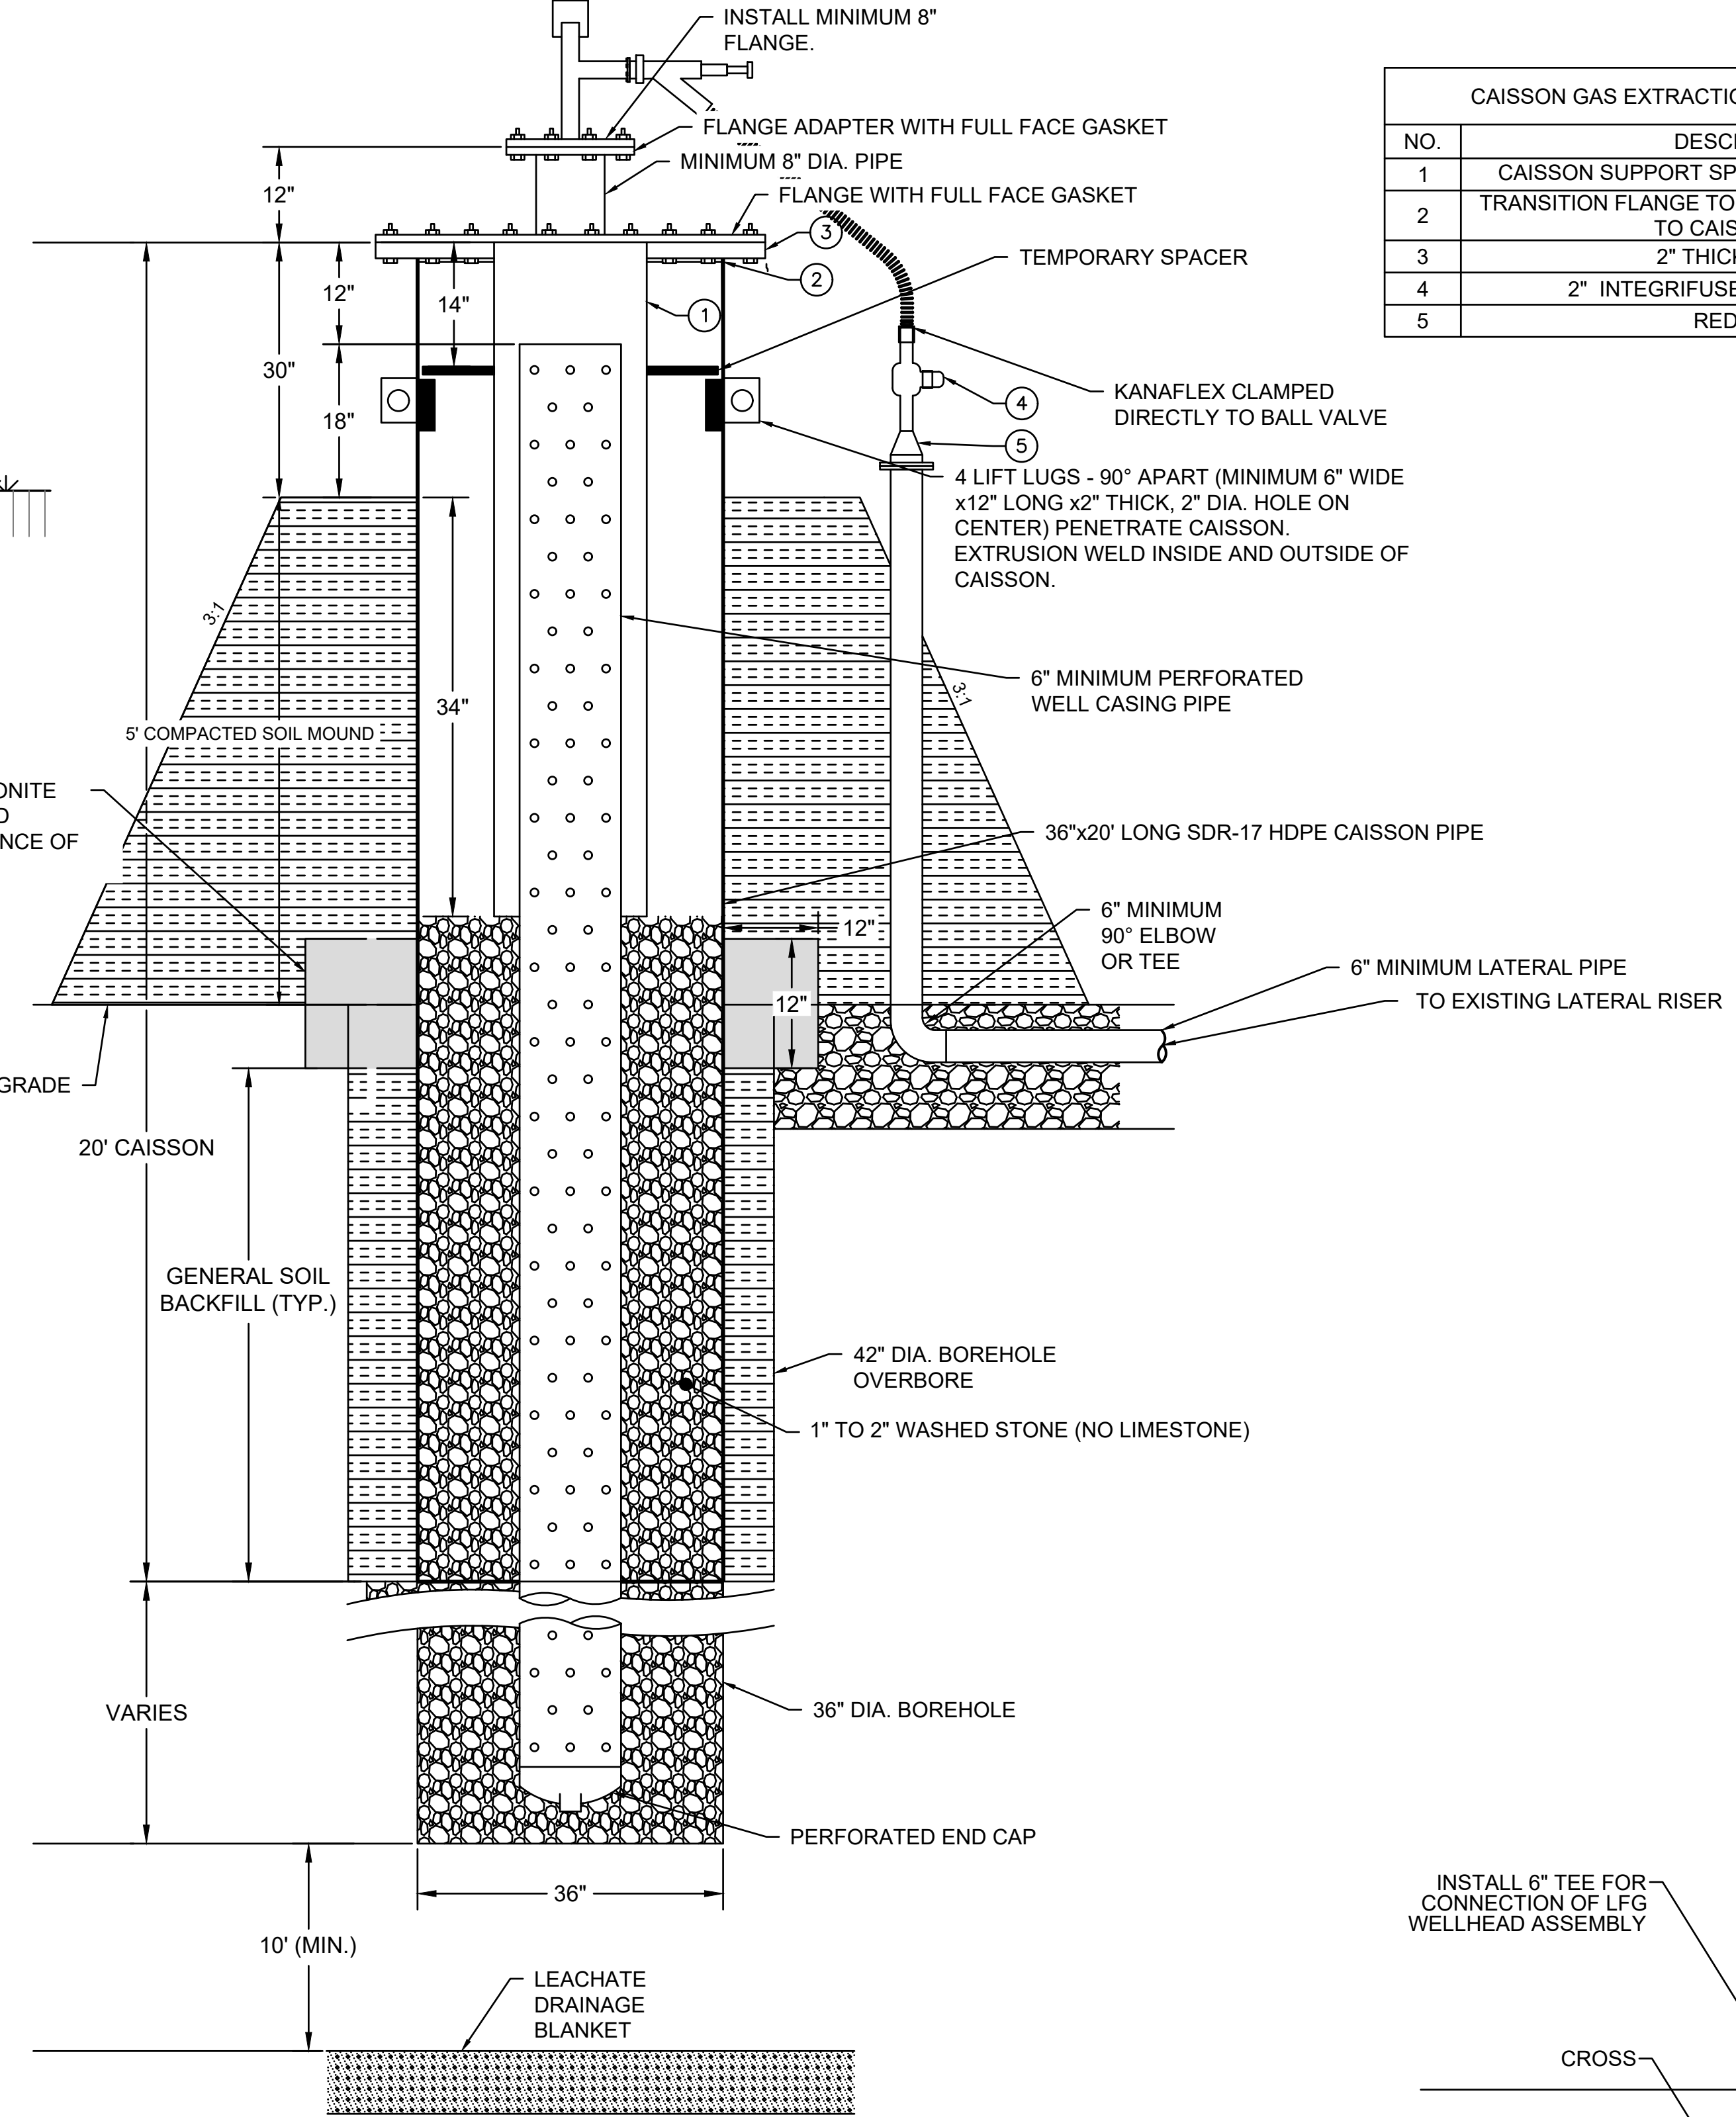 INSTALL MINIMUM 8"
FLANGE.
FLANGE ADAPTER WITH FULL FACE GASKET
MINIMUM 8" DIA. PIPE
FLANGE WITH FULL FACE GASKET
CAISSON GAS EXTRACTIO
NO.
DESC
1
CAISSON SUPPORT SP
2
TRANSITION FLANGE TO
TO CAIS
3
2" THIC
4
2" INTEGRIFUSE
5
RED
12"
12"
14"
30"
18"
3
2
1
TEMPORARY SPACER
KANAFLEX CLAMPED
DIRECTLY TO BALL VALVE
4
5
4 LIFT LUGS - 90° APART (MINIMUM 6" WIDE
x12" LONG x2" THICK, 2" DIA. HOLE ON
CENTER) PENETRATE CAISSON.
EXTRUSION WELD INSIDE AND OUTSIDE OF
CAISSON.
3:1
6" MINIMUM PERFORATED
WELL CASING PIPE
3:1
34"
5' COMPACTED SOIL MOUND
ONITE
NCE OF
36"x20' LONG SDR-17 HDPE CAISSON PIPE
12"
12"
6" MINIMUM
90° ELBOW
OR TEE
6" MINIMUM LATERAL PIPE
TO EXISTING LATERAL RISER
GRADE
20' CAISSON
GENERAL SOIL
BACKFILL (TYP.)
42" DIA. BOREHOLE
OVERBORE
1" TO 2" WASHED STONE (NO LIMESTONE)
VARIES
36" DIA. BOREHOLE
PERFORATED END CAP
36"
10' (MIN.)
LEACHATE
DRAINAGE
BLANKET
INSTALL 6" TEE FOR
CONNECTION OF LFG
WELLHEAD ASSEMBLY
CROSS